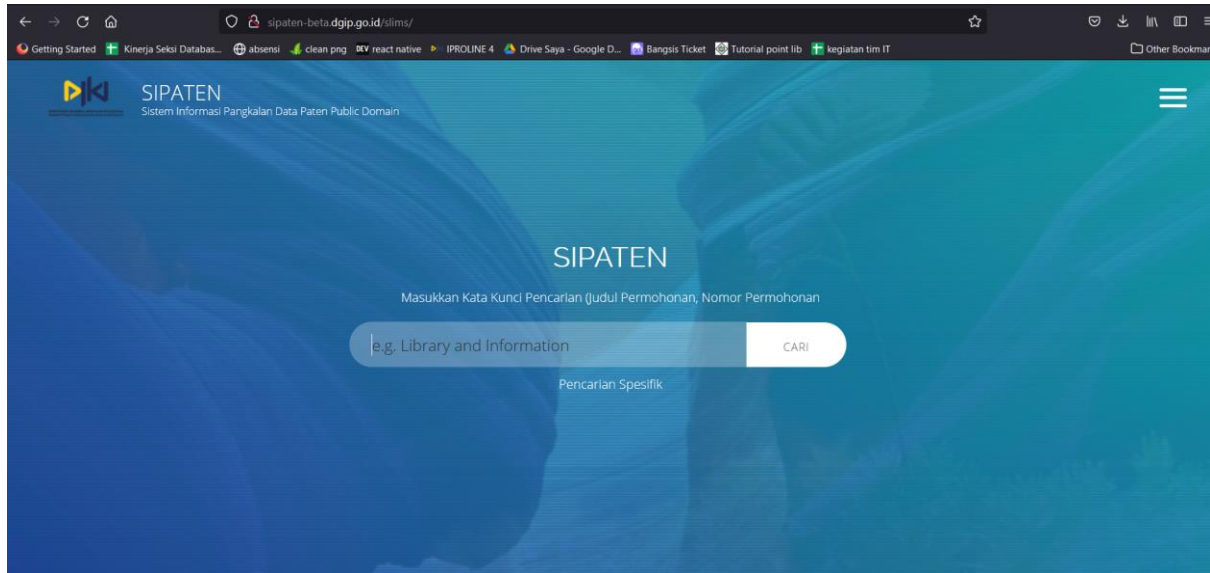 sipaten-beta.dgip.go.id/slims/
Getting Started Kinerja Seksi Databas... absensi clean png DEV react native IPROLINE 4 Drive Saya - Google D... Bangsis Ticket Tutorial point lib kegiatan tim IT Other Bookmar
SIPATEN
Sistem Informasi Pangkalan Data Paten Public Domain
SIPATEN
Masukkan Kata Kunci Pencarian (Judul Permohonan, Nomor Permohonan
e.g. Library and Information CARI
Pencarian Spesifik